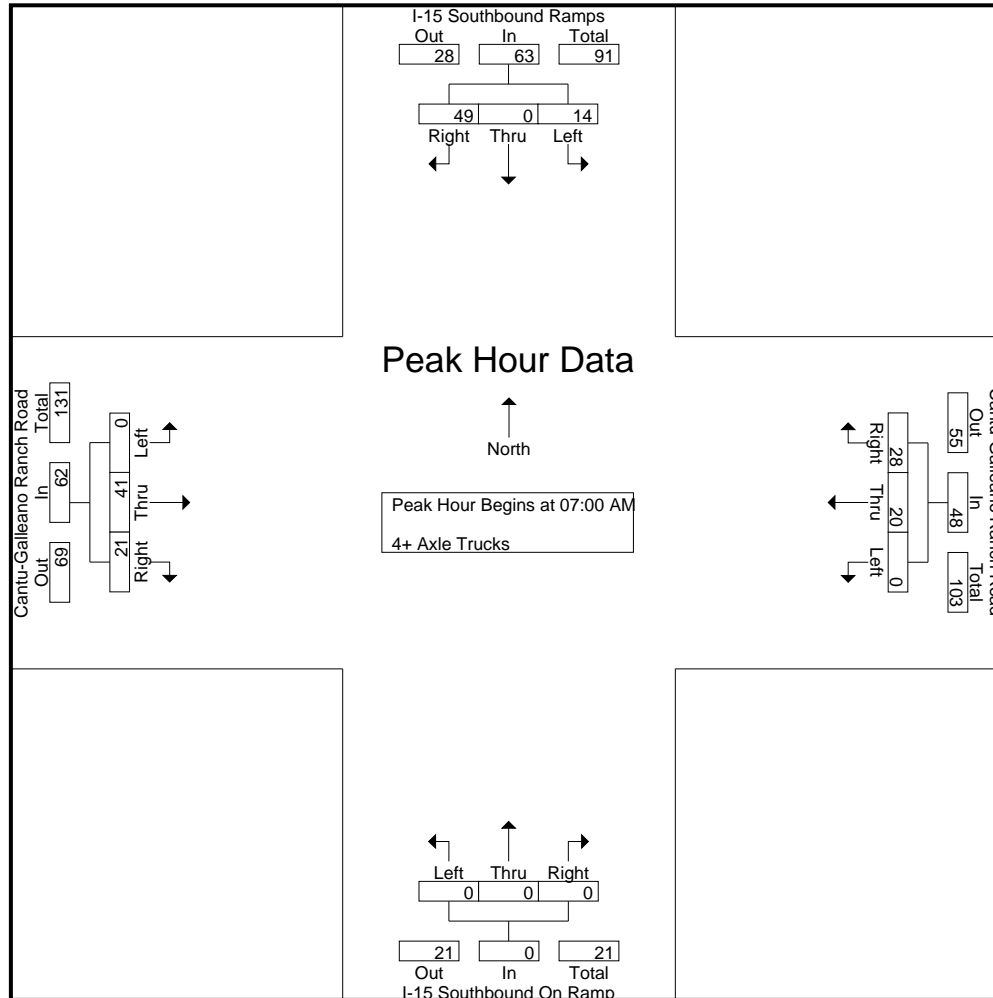 I-15 Southbound Ramps
Out In Total
28 63 91
49 0 14
Right Thru Left
Peak Hour Data
North
Peak Hour Begins at 07:00 AM
4+ Axle Trucks
Cantu-Galleano Ranch Road
Out In Total
69 62 131
Left Thru Right
0 41 21
Out In Total
55 48 103
Right Thru Left
28 20 0
Left Thru Right
0 0 0
21 0 21
Out In Total
I-15 Southbound On Ramp